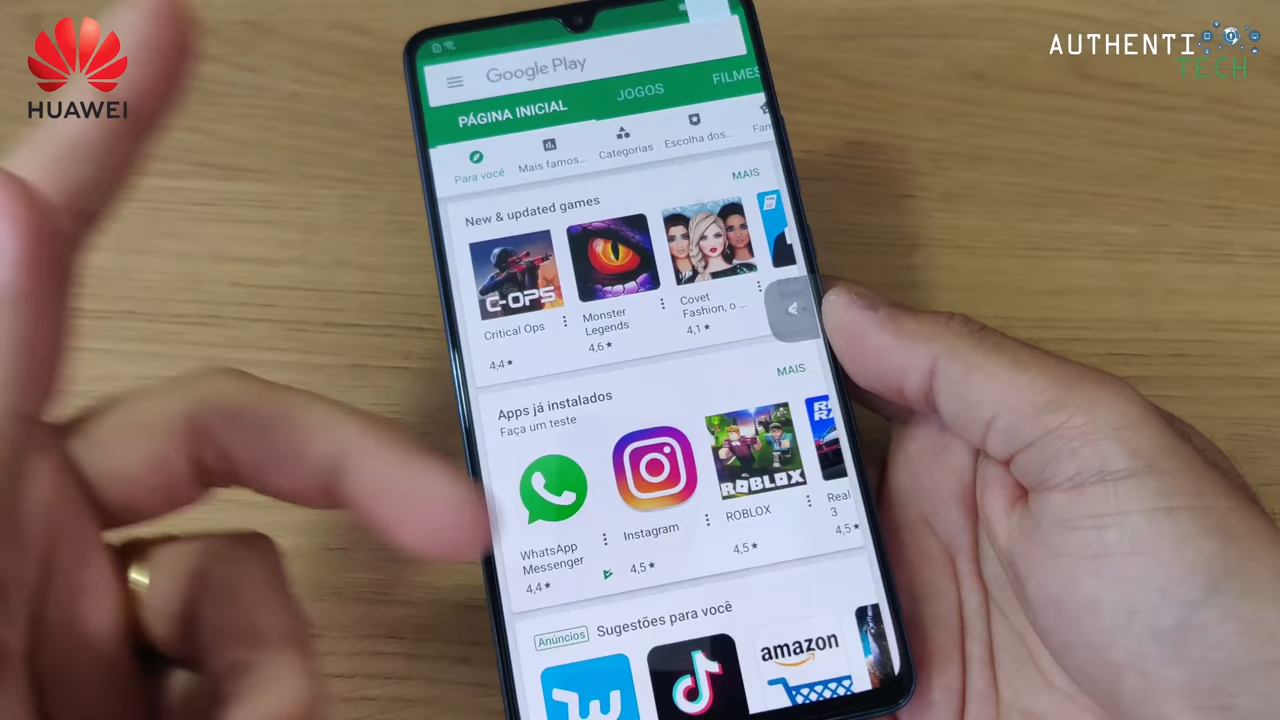 HUAWEI
AUTHENTI
TECH
Google Play
PÁGINA INICIAL
JOGOS
FILMES
Para você
Mais famos...
Categorias
Escolha dos...
Fam
New & updated games
MAIS
C-OPS
Critical Ops
4,4★
Monster
Legends
4,6★
Covet
Fashion, o ...
4,1★
Apps já instalados
MAIS
Faça um teste
WhatsApp
Messenger
4,4★
Instagram
4,5★
ROBLOX
ROBLOX
4,5★
Real
3
4,5★
Anúncios
Sugestões para você
amazon